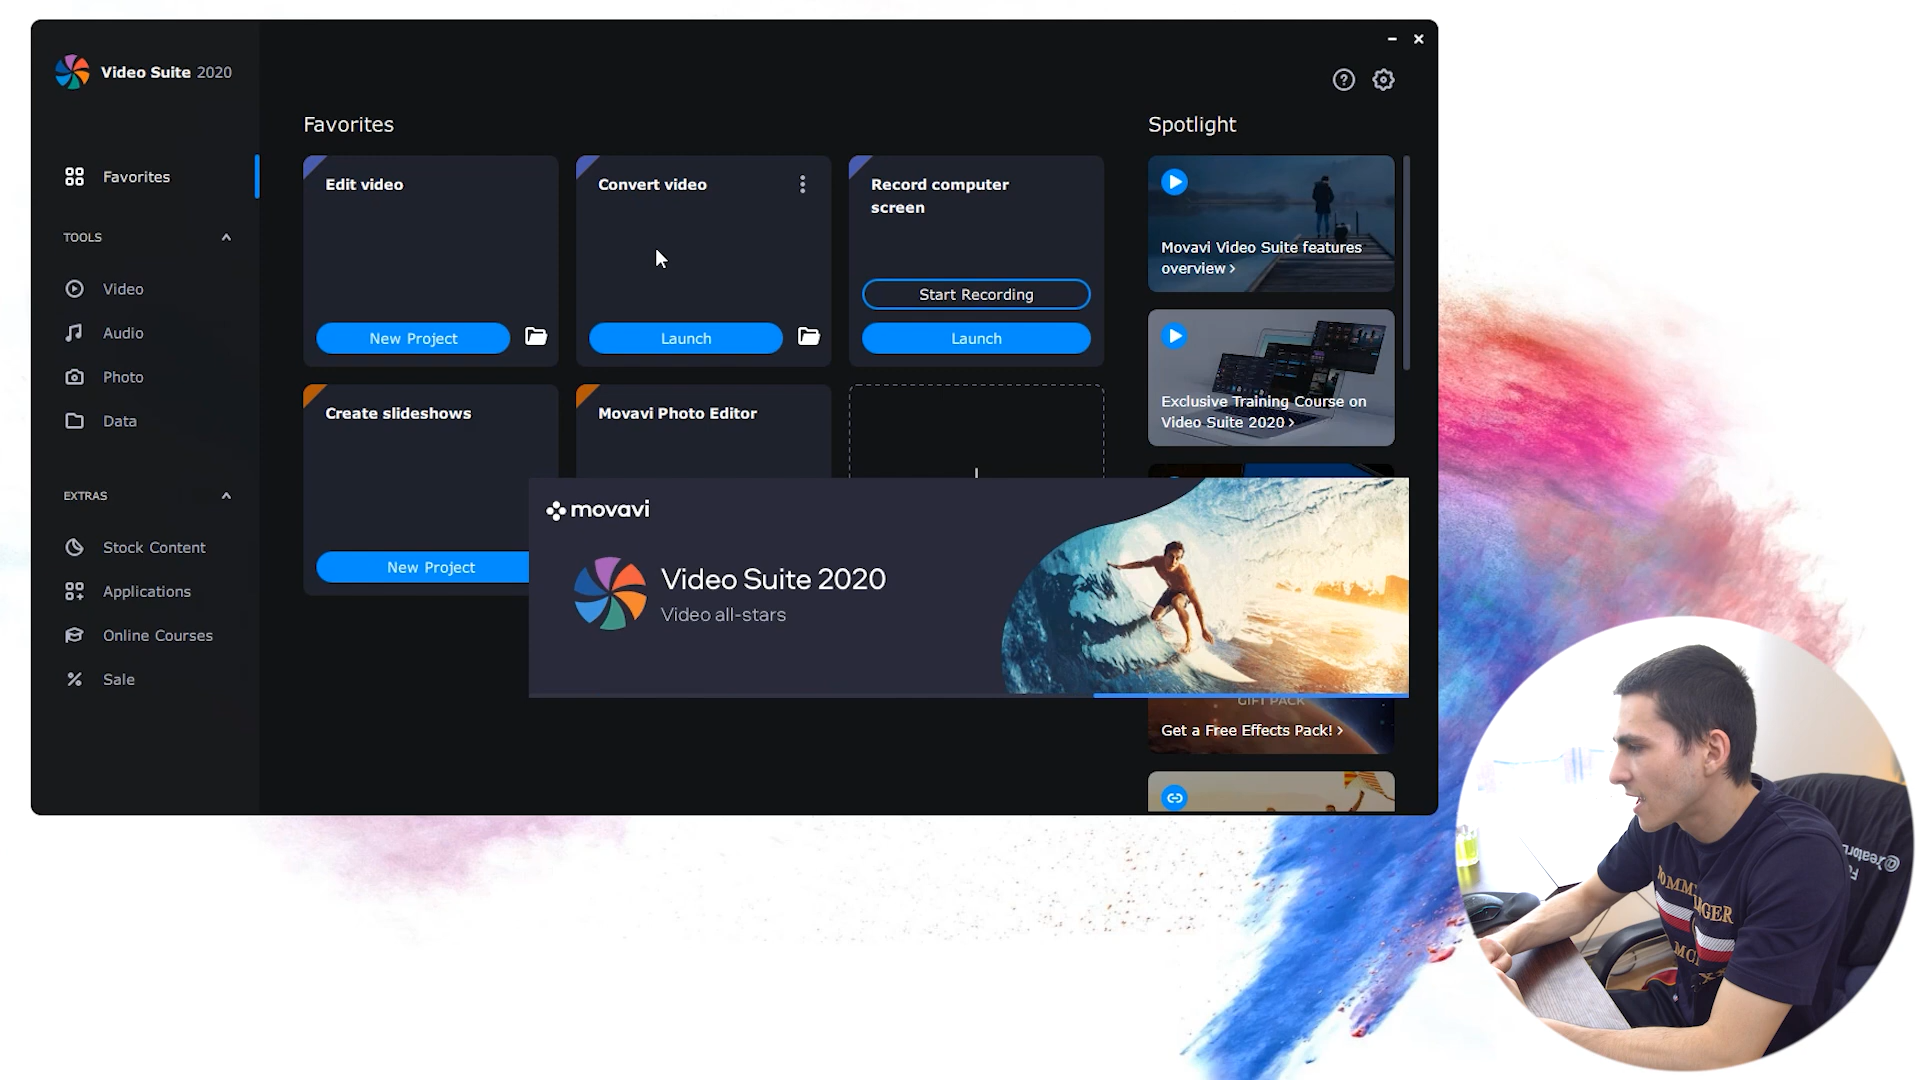 Video Suite 2020
Favorites
Spotlight
Favorites
TOOLS
Video
Audio
Photo
Data
EXTRAS
Stock Content
Applications
Online Courses
Sale
Edit video
New Project
Convert video
Launch
Record computer
screen
Start Recording
Launch
Create slideshows
New Project
Movavi Photo Editor
Movavi Video Suite features
overview ›
Exclusive Training Course on
Video Suite 2020 ›
movavi
Video Suite 2020
Video all-stars
GIFT PACK
Get a Free Effects Pack! ›